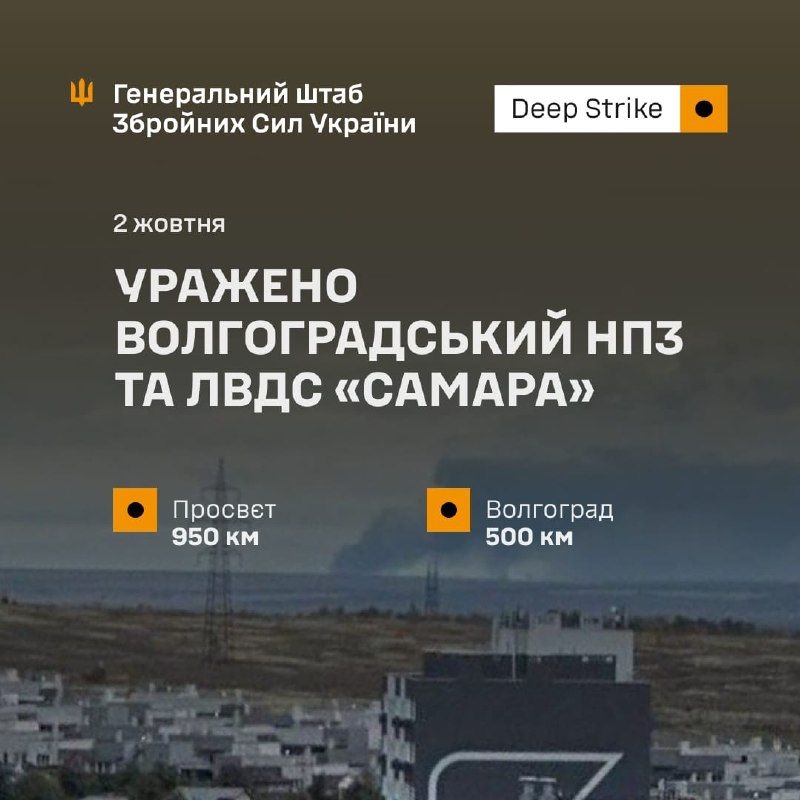 Генеральний штаб
Збройних Сил України
Deep Strike
2 жовтня
УРАЖЕНО
ВОЛГОГРАДСЬКИЙ НПЗ
ТА ЛВДС «САМАРА»
Просвєт
950 км
Волгоград
500 км